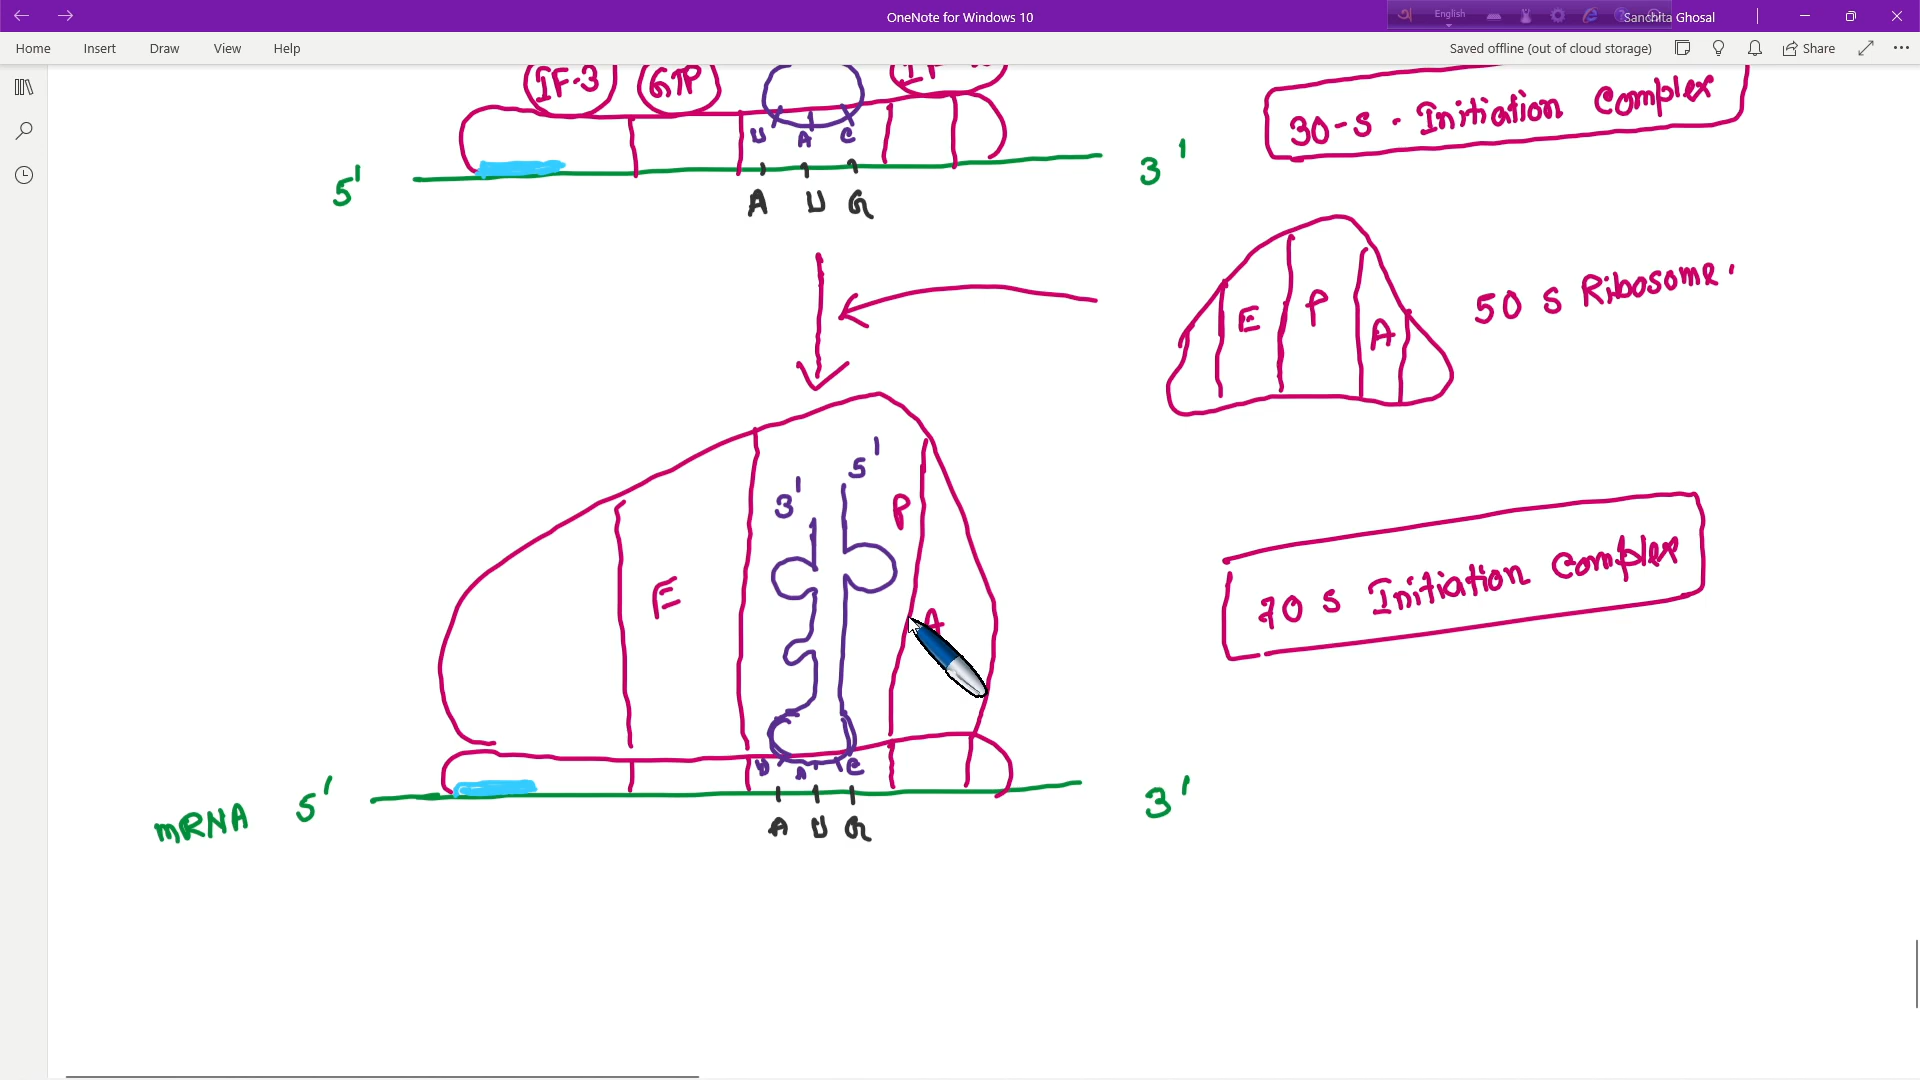 OneNote for Windows 10
English
Sanchita Ghosal
Home Insert Draw View Help
Saved offline (out of cloud storage)
Share
IF-3 GTP
30-S - Initiation Complex
U A C
5' 3'
A U G
E P A
50 S Ribosome.
3' 5'
P
E
A
70 S Initiation Complex
U A C
mRNA 5' 3'
A U G